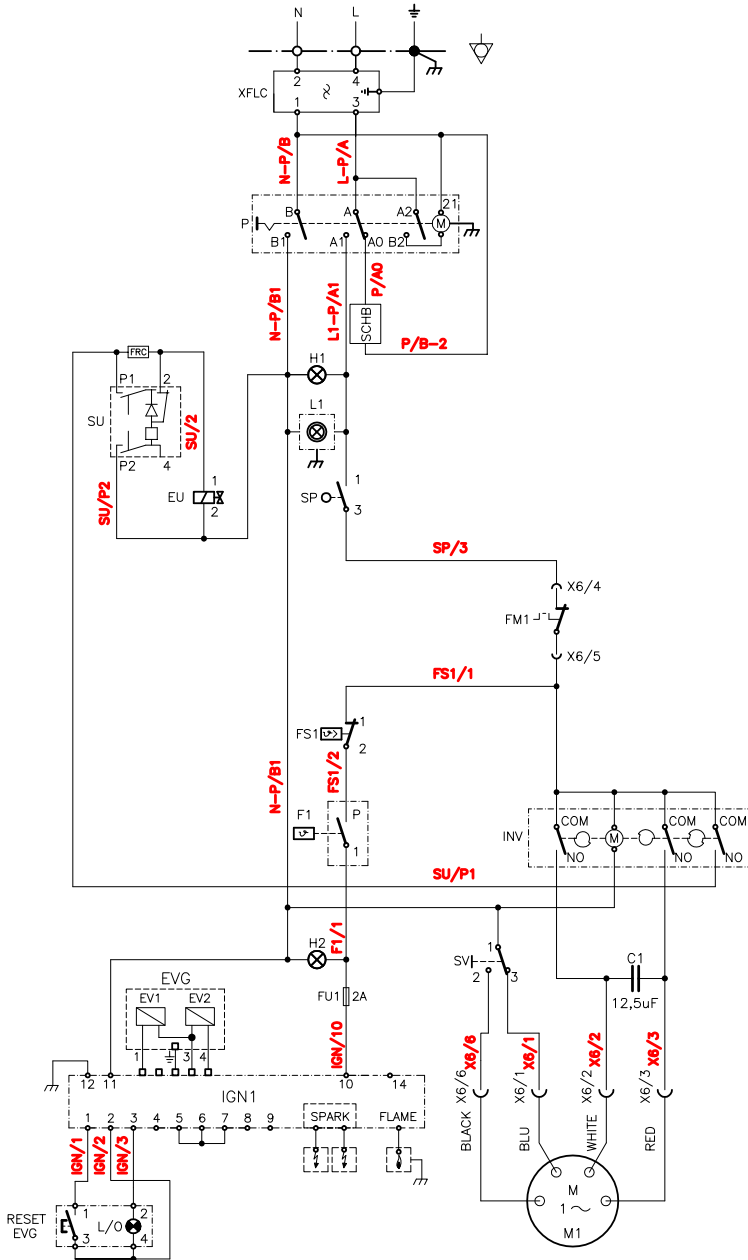 N L
2 4
XFLC
1 3
N-P/B
L-P/A
21
P B A A2 M
B1 A1 A0 B2
P/A0
N-P/B1
L1-P/A1
SCHB
P/B-2
FRC
H1
P1 2
SU
L1
SU/2
P2 4
SU/P2
EU 1
2
SP 1
3
SP/3
X6/4
FM1
X6/5
FS1/1
FS1 1
2
FS1/2
N-P/B1
F1 P
1
INV COM M COM COM
NO NO NO
SU/P1
F1/1
H2
SV 1
2 3
C1
12,5uF
EVG
EV1 EV2
FU1 2A
1 3 4
IGN/10
X6/6 X6/6
X6/1 X6/1
X6/2 X6/2
X6/3 X6/3
12 11 10 14
IGN1
1 2 3 4 5 6 7 8 9
SPARK FLAME
BLACK BLU WHITE RED
IGN/1
IGN/2
IGN/3
M
1
M1
RESET
EVG
1 2
L/O
3 4